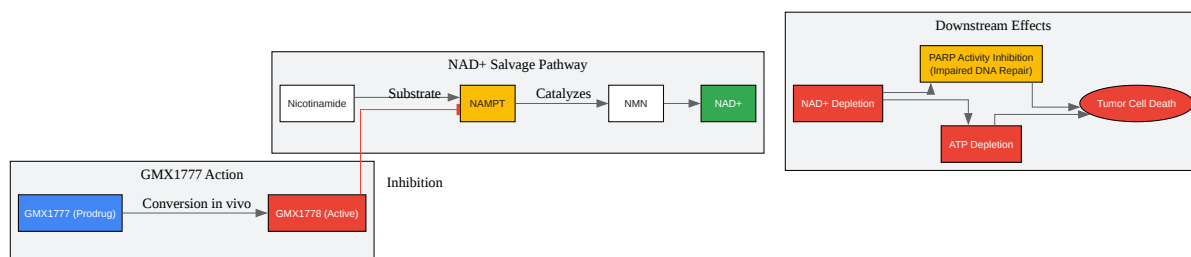 Downstream Effects
PARP Activity Inhibition
(Impaired DNA Repair)
NAD+ Depletion
Tumor Cell Death
ATP Depletion
NAD+ Salvage Pathway
Nicotinamide
Substrate
NAMPT
Catalyzes
NMN
NAD+
GMX1777 Action
Inhibition
GMX1777 (Prodrug)
Conversion in vivo
GMX1778 (Active)